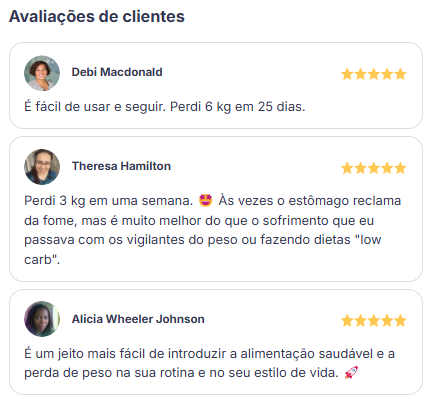 Avaliações de clientes
Debi Macdonald
É fácil de usar e seguir. Perdi 6 kg em 25 dias.
Theresa Hamilton
Perdi 3 kg em uma semana. 🤩 Às vezes o estômago reclama
da fome, mas é muito melhor do que o sofrimento que eu
passava com os vigilantes do peso ou fazendo dietas "low
carb".
Alicia Wheeler Johnson
É um jeito mais fácil de introduzir a alimentação saudável e a
perda de peso na sua rotina e no seu estilo de vida. 🚀